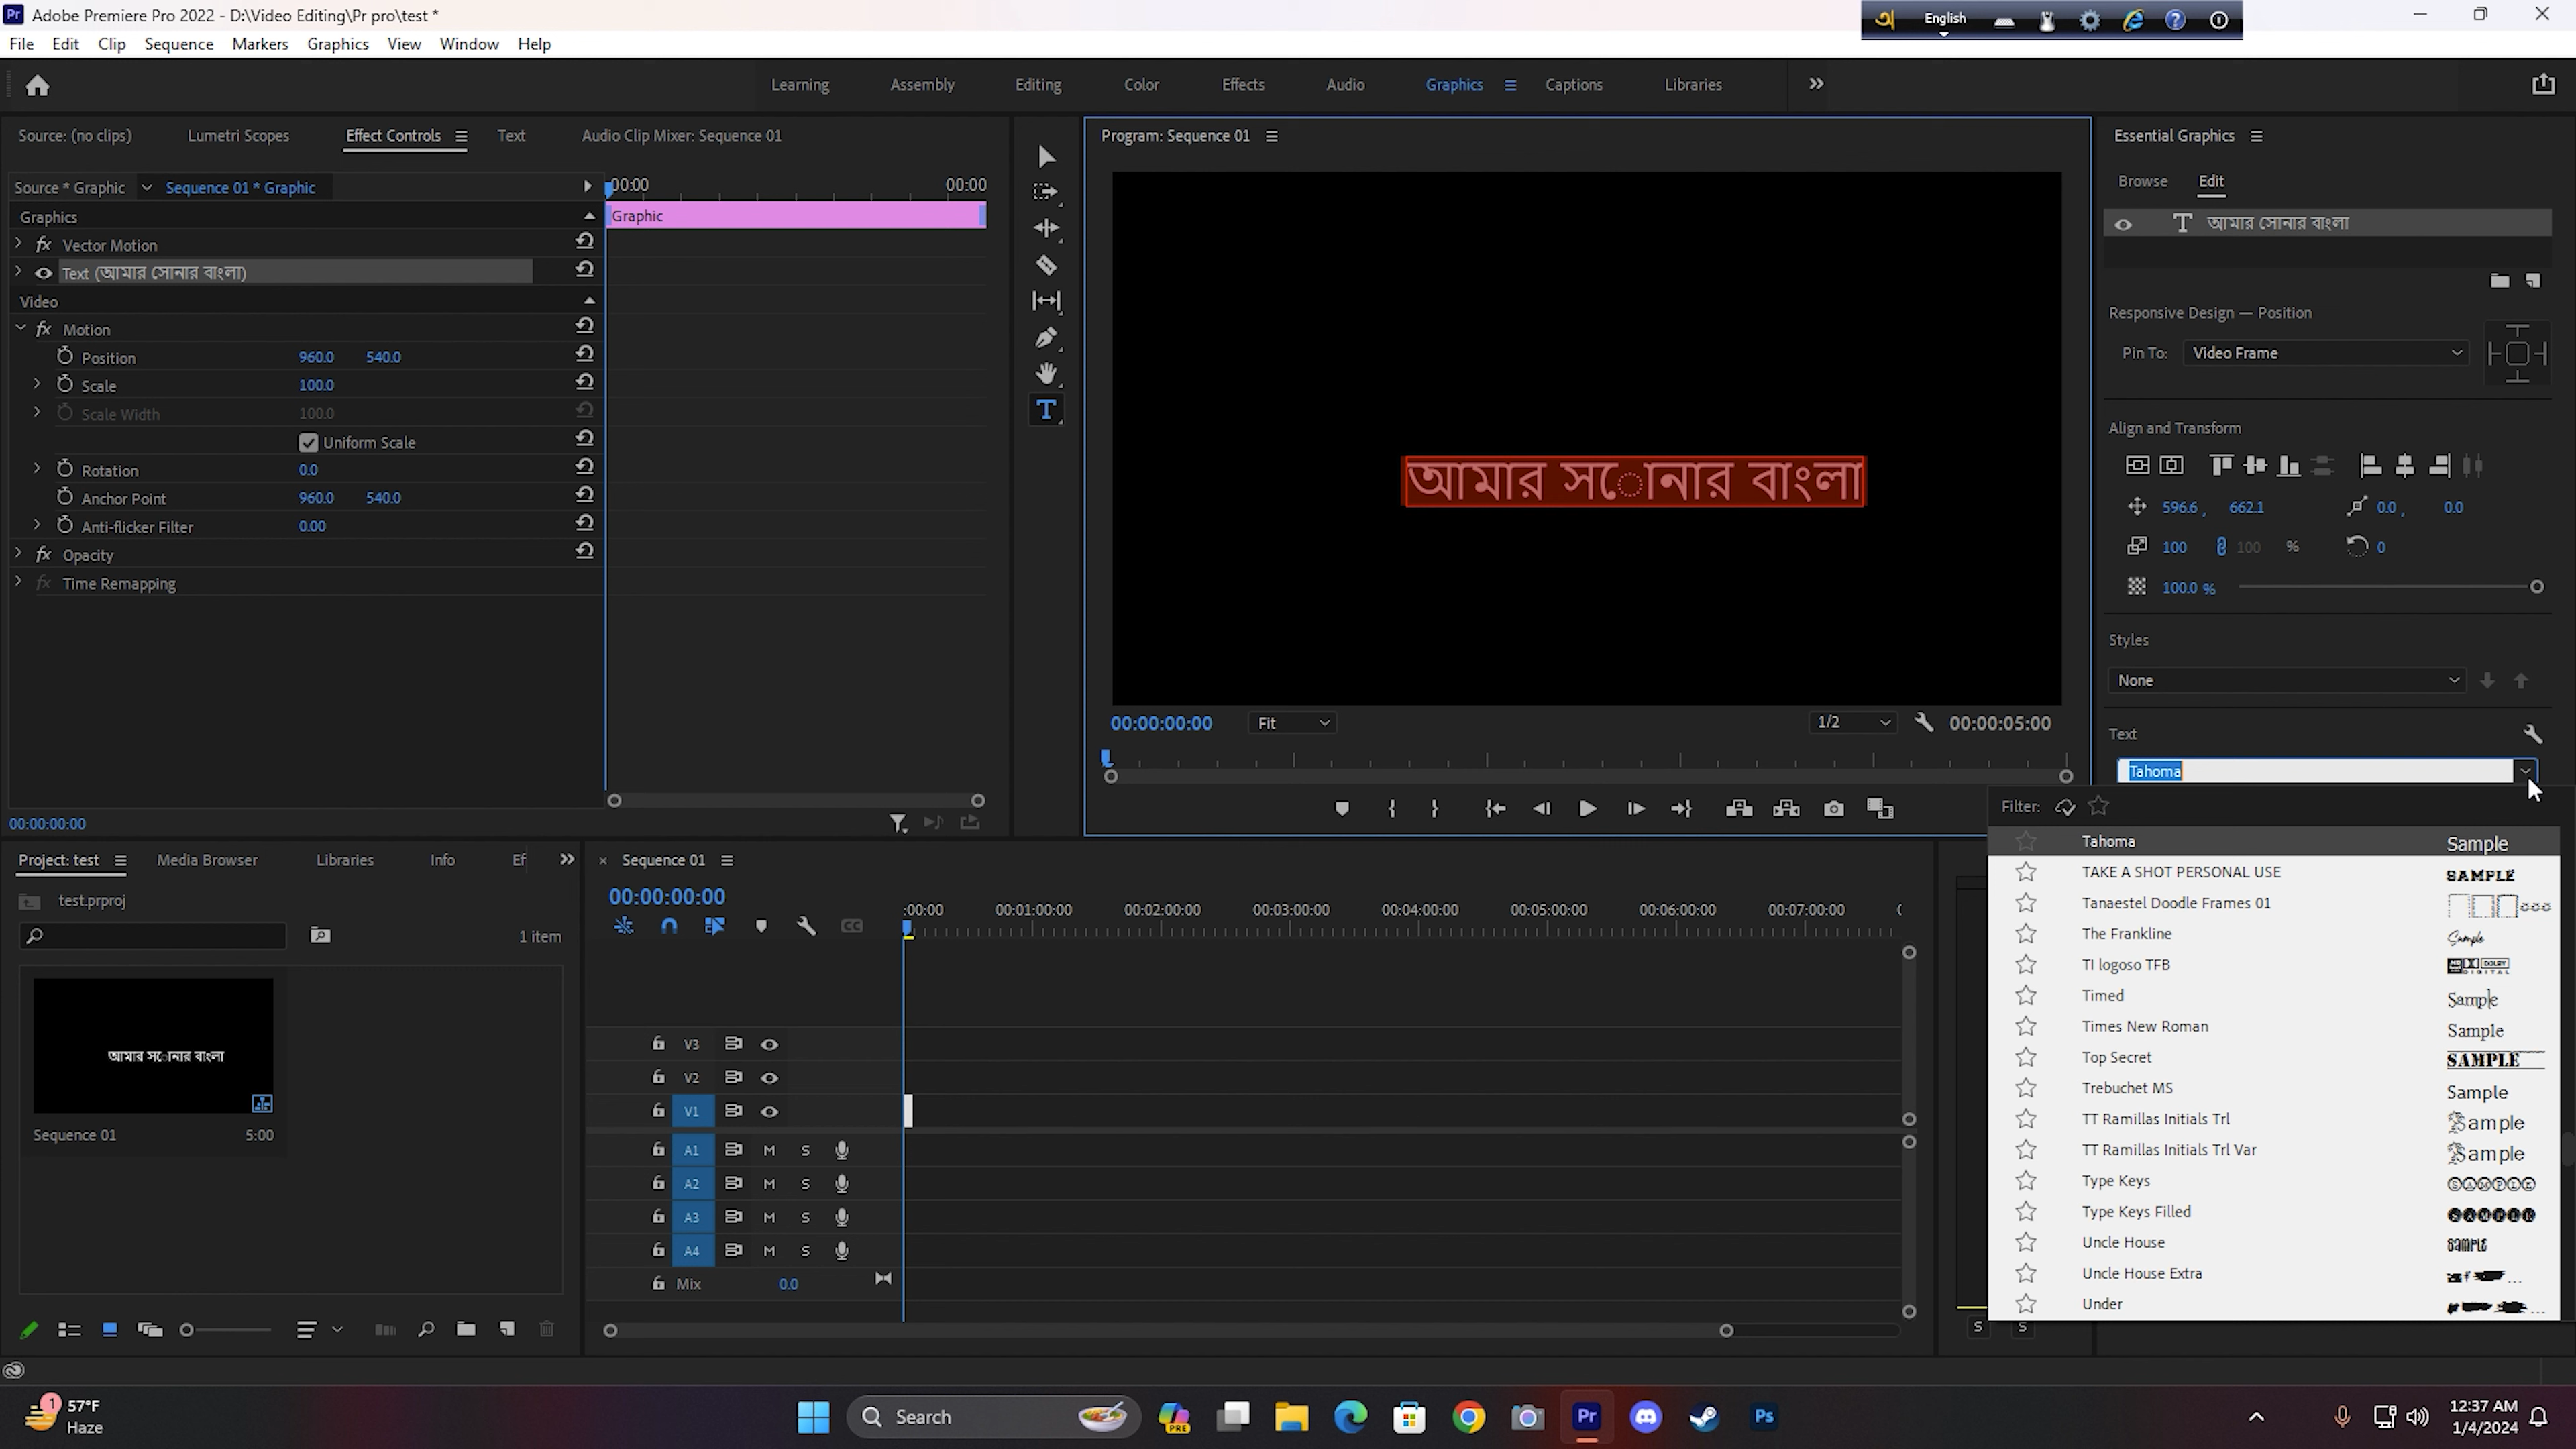 Adobe Premiere Pro 2022 - D:\Video Editing\Pr pro\test *
English
File Edit Clip Sequence Markers Graphics View Window Help
Learning Assembly Editing Color Effects Audio Graphics Captions Libraries
Source: (no clips) Lumetri Scopes Effect Controls Text Audio Clip Mixer: Sequence 01
Source * Graphic Sequence 01 * Graphic
00:00 00:00
Graphics
Graphic
Vector Motion
Text (আমার সোনার বাংলা)
Video
Motion
Position 960.0 540.0
Scale 100.0
Scale Width 100.0
Uniform Scale
Rotation 0.0
Anchor Point 960.0 540.0
Anti-flicker Filter 0.00
Opacity
Time Remapping
00:00:00:00
Program: Sequence 01
আমার স◌োনার বাংলা
00:00:00:00 Fit 1/2 00:00:05:00
Essential Graphics
Browse Edit
আমার সোনার বাংলা
Responsive Design — Position
Pin To: Video Frame
Align and Transform
596.6 , 662.1 0.0 , 0.0
100 100 % 0
100.0 %
Styles
None
Text
Tahoma
Filter:
Tahoma Sample
TAKE A SHOT PERSONAL USE SAMPLE
Tanaestel Doodle Frames 01
The Frankline Sample
TI logoso TFB
Timed Sample
Times New Roman Sample
Top Secret SAMPLE
Trebuchet MS Sample
TT Ramillas Initials Trl Sample
TT Ramillas Initials Trl Var Sample
Type Keys SAMPLE
Type Keys Filled SAMPLE
Uncle House SAMPLE
Uncle House Extra
Under
Project: test Media Browser Libraries Info Ef
test.prproj
1 item
আমার স◌োনার বাংলা
Sequence 01 5:00
Sequence 01
00:00:00:00
:00:00 00:01:00:00 00:02:00:00 00:03:00:00 00:04:00:00 00:05:00:00 00:06:00:00 00:07:00:00
V3
V2
V1
A1 M S
A2 M S
A3 M S
A4 M S
Mix 0.0
S S
1 57°F
Haze
Search
PRE
Pr
Ps
12:37 AM
1/4/2024